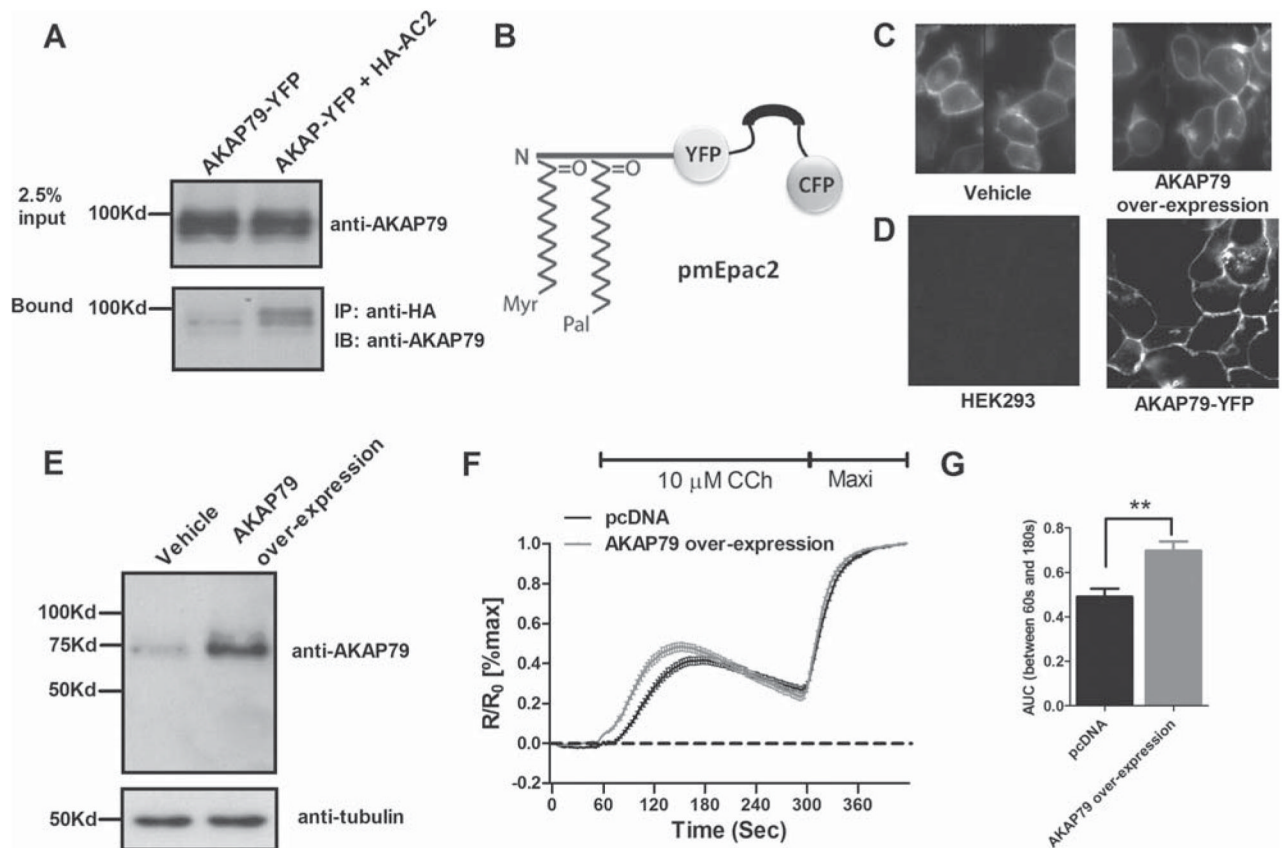 A
AKAP79-YFP
AKAP-YFP + HA-AC2
2.5%
input
100Kd
anti-AKAP79
Bound
100Kd
IP: anti-HA
IB: anti-AKAP79
B
N
=O
=O
YFP
CFP
Myr
Pal
pmEpac2
C
Vehicle
AKAP79
over-expression
D
HEK293
AKAP79-YFP
E
Vehicle
AKAP79
over-expression
100Kd
75Kd
50Kd
anti-AKAP79
50Kd
anti-tubulin
F
10 μM CCh
Maxi
pcDNA
AKAP79 over-expression
R/R0 [%max]
1.0
0.8
0.6
0.4
0.2
0.0
-0.2
0
60
120
180
240
300
360
Time (Sec)
G
**
AUC (between 60s and 180s)
0.8
0.6
0.4
0.2
0.0
pcDNA
AKAP79 over-expression